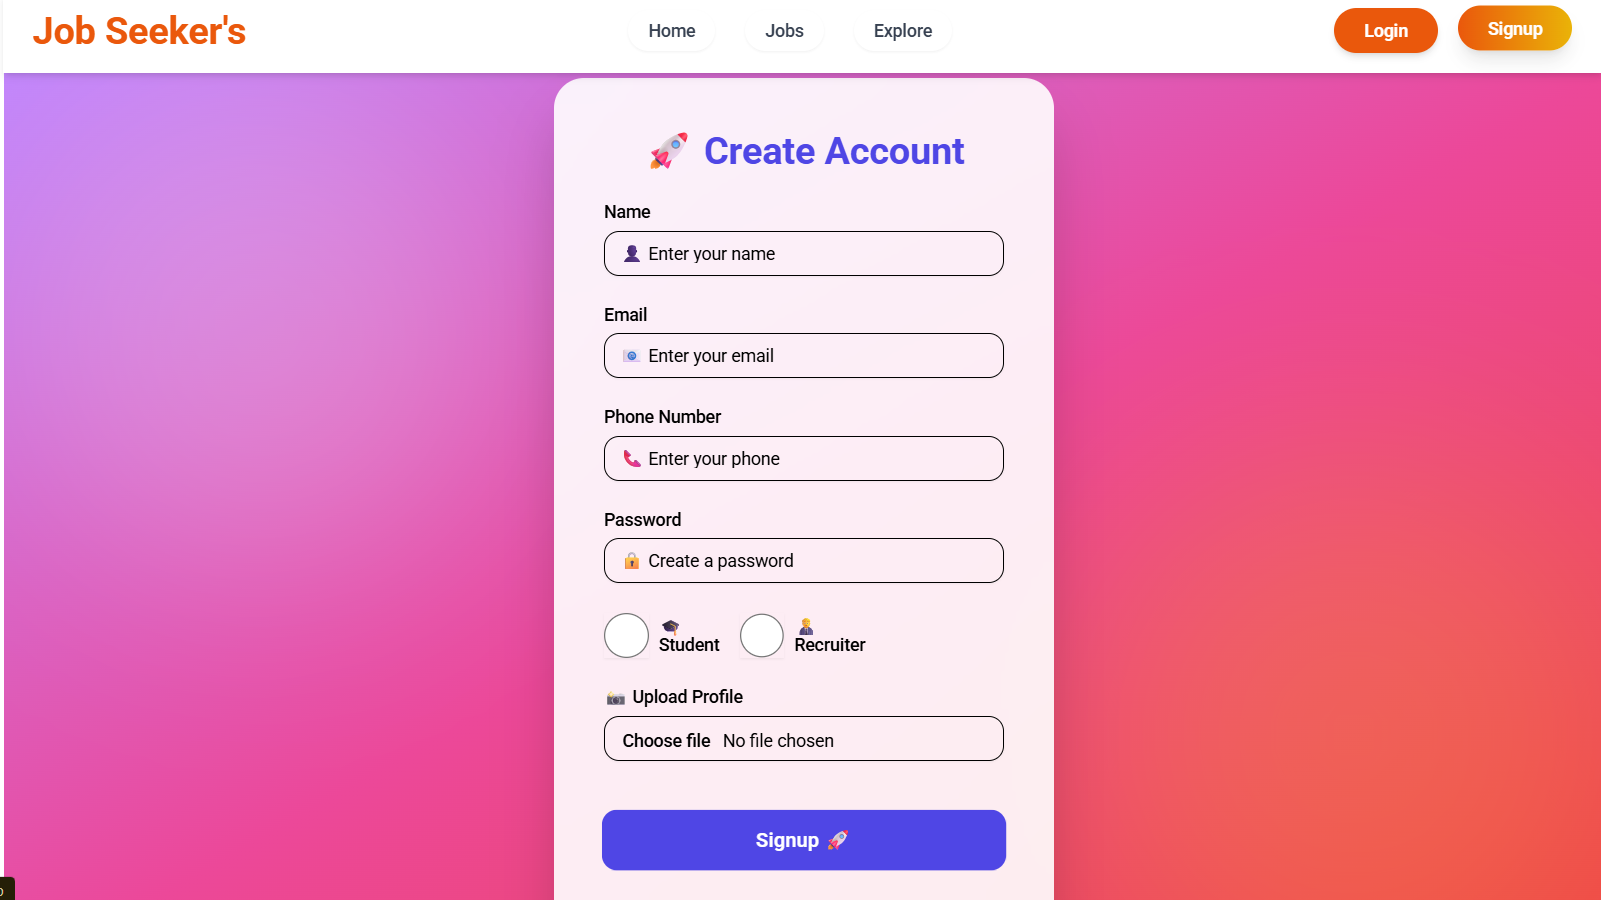 Job Seeker's
Home
Jobs
Explore
Login
Signup
🚀 Create Account
Name
👤 Enter your name
Email
📧 Enter your email
Phone Number
📞 Enter your phone
Password
🔒 Create a password
🎓
Student
🧑‍💼
Recruiter
📸 Upload Profile
Choose file No file chosen
Signup 🚀